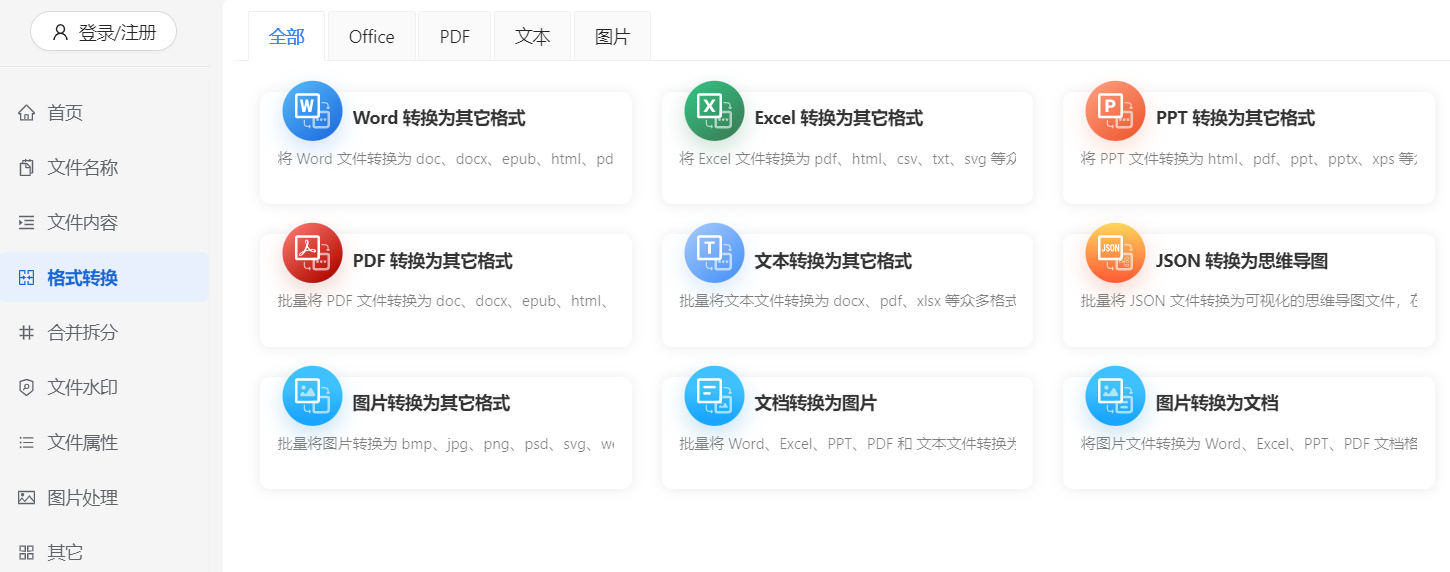 登录/注册
首页
文件名称
文件内容
格式转换
合并拆分
文件水印
文件属性
图片处理
其它
全部 Office PDF 文本 图片
W
Word 转换为其它格式
将 Word 文件转换为 doc、docx、epub、html、pd
X
Excel 转换为其它格式
将 Excel 文件转换为 pdf、html、csv、txt、svg 等众
P
PPT 转换为其它格式
将 PPT 文件转换为 html、pdf、ppt、pptx、xps 等
PDF 转换为其它格式
批量将 PDF 文件转换为 doc、docx、epub、html、
T
文本转换为其它格式
批量将文本文件转换为 docx、pdf、xlsx 等众多格式
JSON
JSON 转换为思维导图
批量将 JSON 文件转换为可视化的思维导图文件，在
图片转换为其它格式
批量将图片转换为 bmp、jpg、png、psd、svg、we
文档转换为图片
批量将 Word、Excel、PPT、PDF 和 文本文件转换为
图片转换为文档
将图片文件转换为 Word、Excel、PPT、PDF 文档格